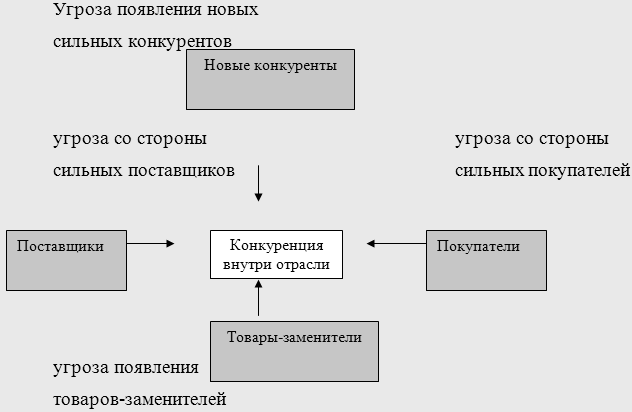 Угроза появления новых
сильных конкурентов
Новые конкуренты
угроза со стороны
сильных поставщиков
угроза со стороны
сильных покупателей
Поставщики
Конкуренция
внутри отрасли
Покупатели
Товары-заменители
угроза появления
товаров-заменителей